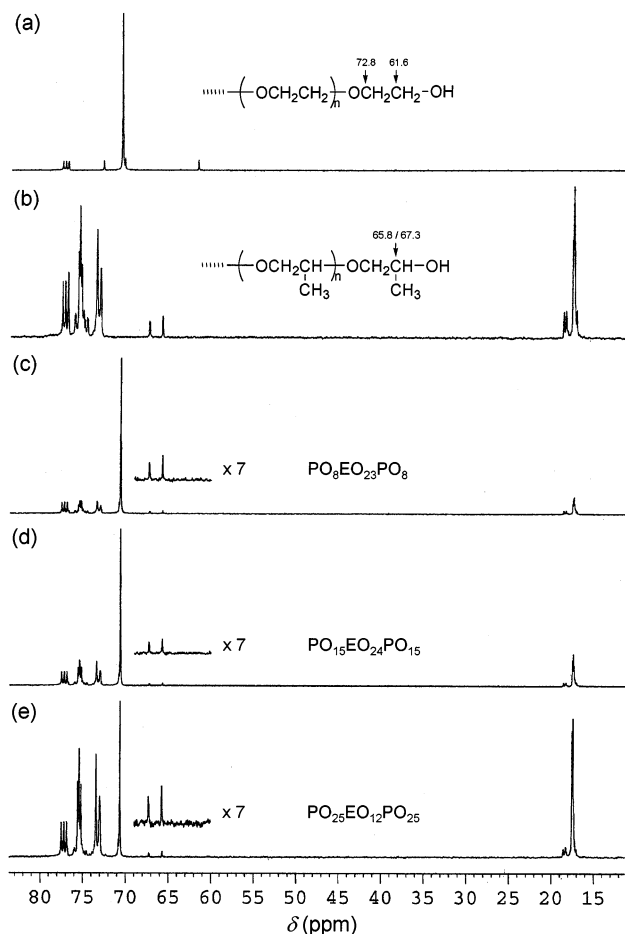 (a)
72.8 61.6
( OCH2CH2 )n OCH2CH2-OH
(b)
65.8 / 67.3
( OCH2CH )n OCH2CH-OH
CH3 CH3
(c)
x 7 PO8EO23PO8
(d)
x 7 PO15EO24PO15
(e)
x 7 PO25EO12PO25
80 75 70 65 60 55 50 45 40 35 30 25 20 15
δ (ppm)